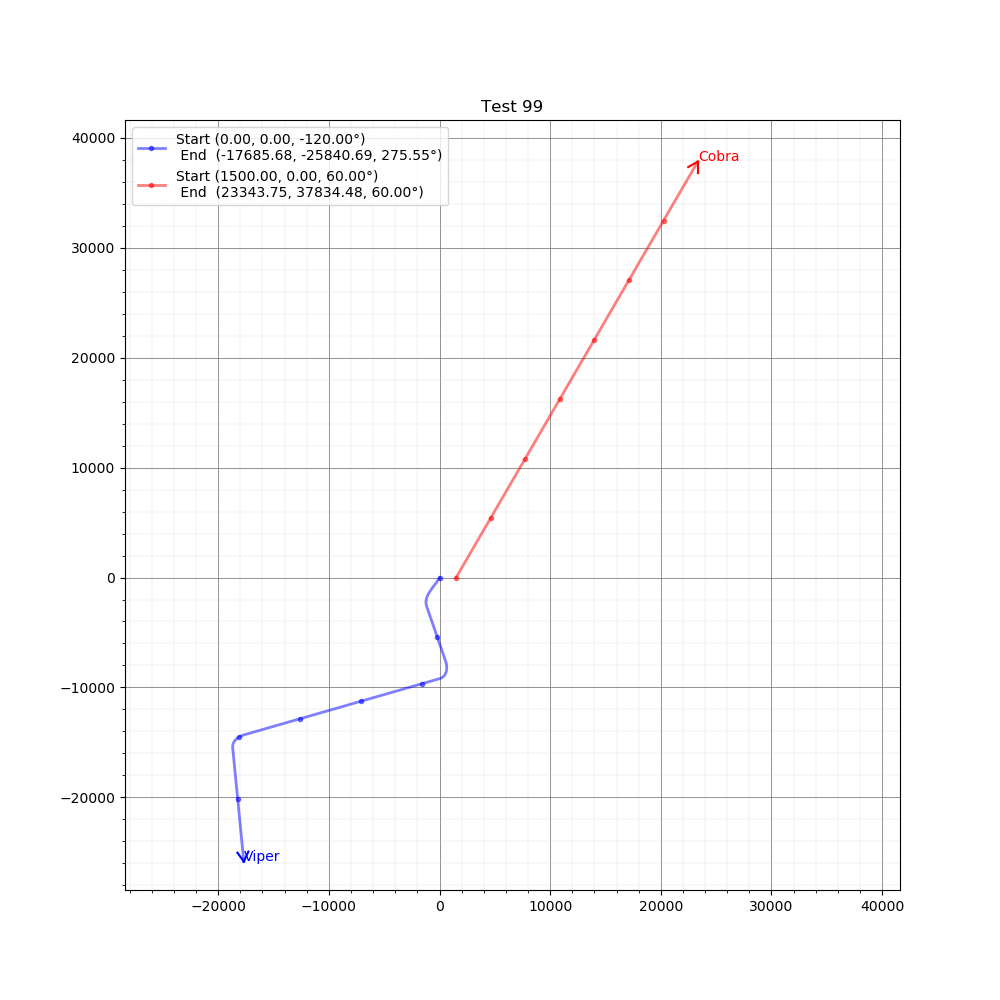 Test 99
Start (0.00, 0.00, -120.00°)
End (-17685.68, -25840.69, 275.55°)
Start (1500.00, 0.00, 60.00°)
End (23343.75, 37834.48, 60.00°)
Cobra
Viper
40000
30000
20000
10000
0
−10000
−20000
−20000
−10000
0
10000
20000
30000
40000